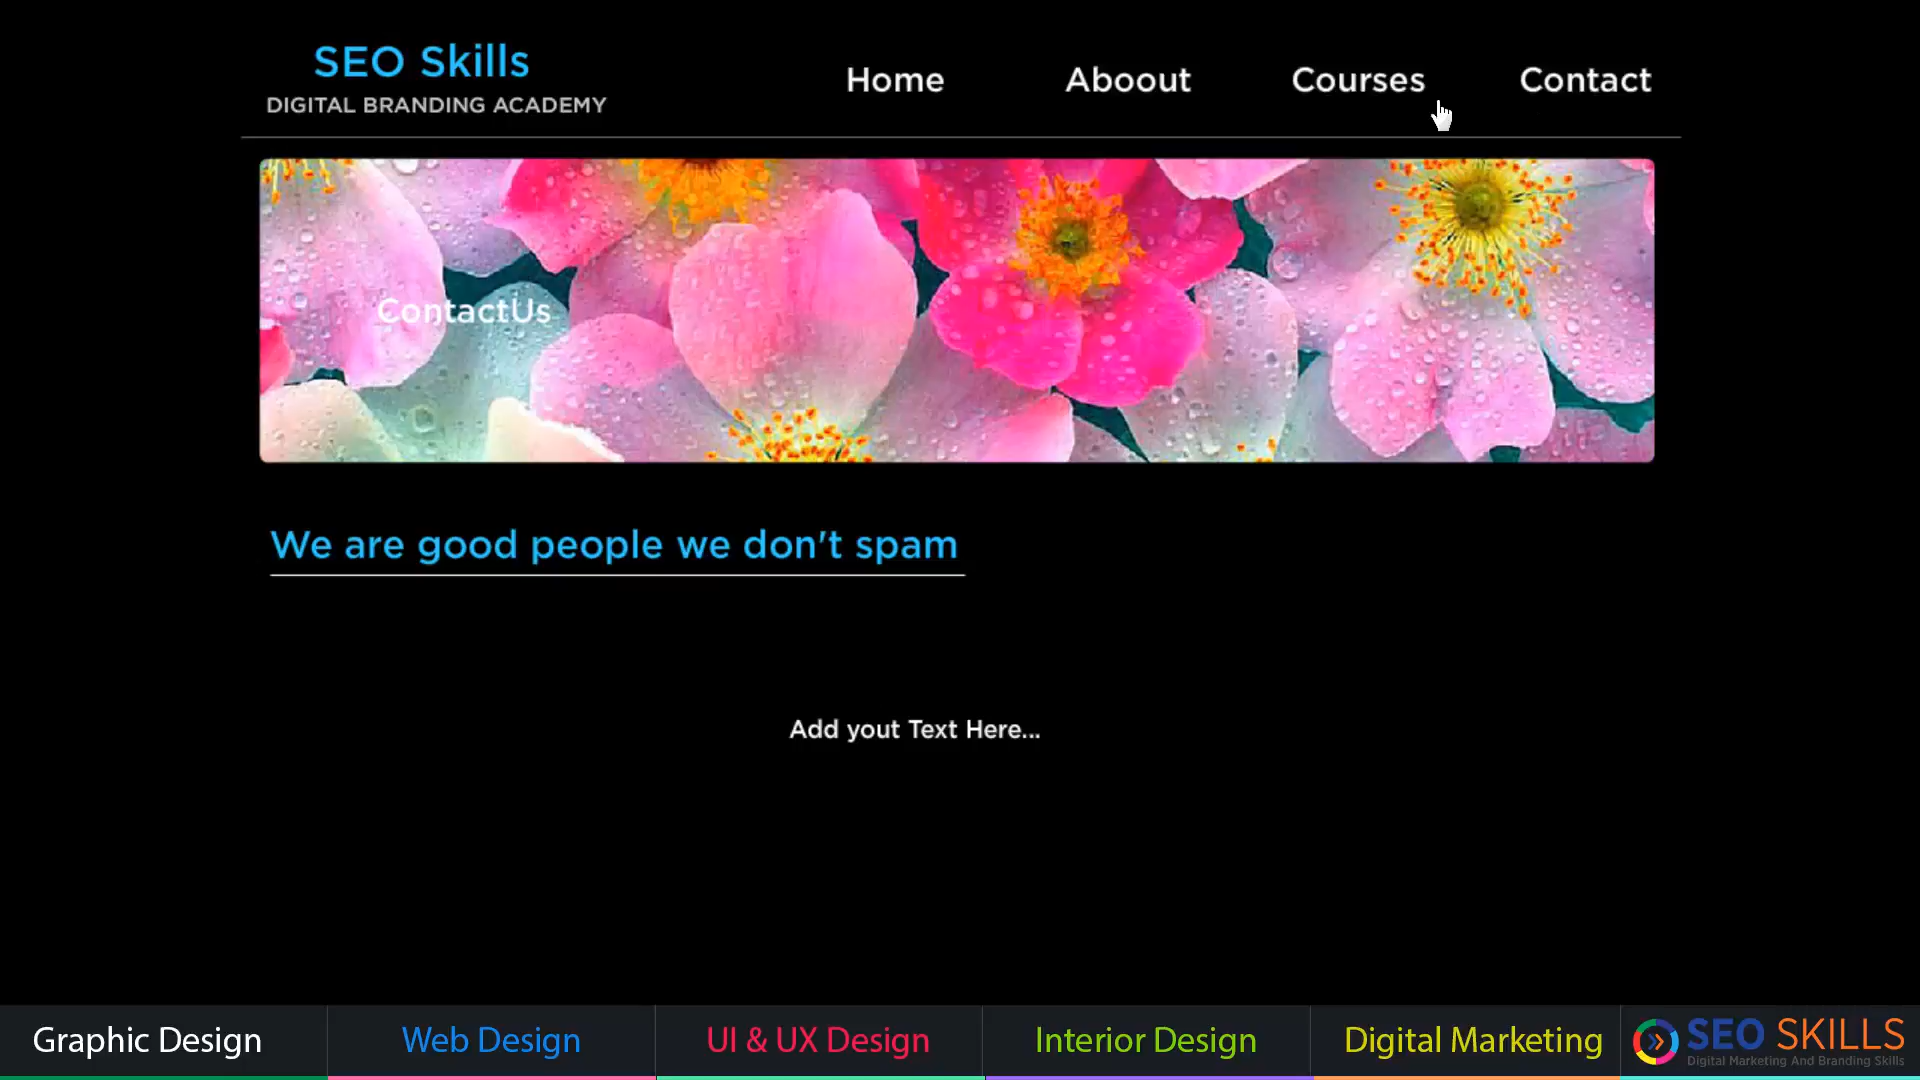 SEO Skills
DIGITAL BRANDING ACADEMY
Home Aboout Courses Contact
ContactUs
We are good people we don't spam
Add yout Text Here...
Graphic Design Web Design UI & UX Design Interior Design Digital Marketing SEO SKILLS
Digital Marketing And Branding Skills